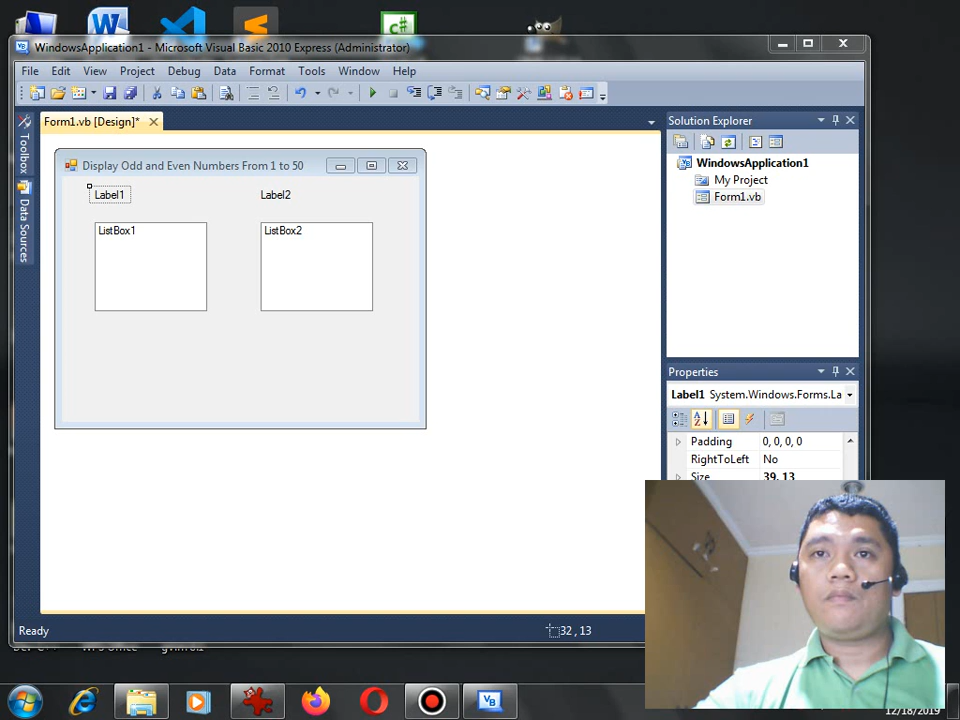 WindowsApplication1 - Microsoft Visual Basic 2010 Express (Administrator)
File Edit View Project Debug Data Format Tools Window Help
Form1.vb [Design]*
Toolbox
Data Sources
Display Odd and Even Numbers From 1 to 50
Label1 Label2
ListBox1 ListBox2
Solution Explorer
WindowsApplication1
My Project
Form1.vb
Properties
Label1 System.Windows.Forms.La
Padding 0, 0, 0, 0
RightToLeft No
Size 39, 13
Ready 32 , 13
12/18/2019